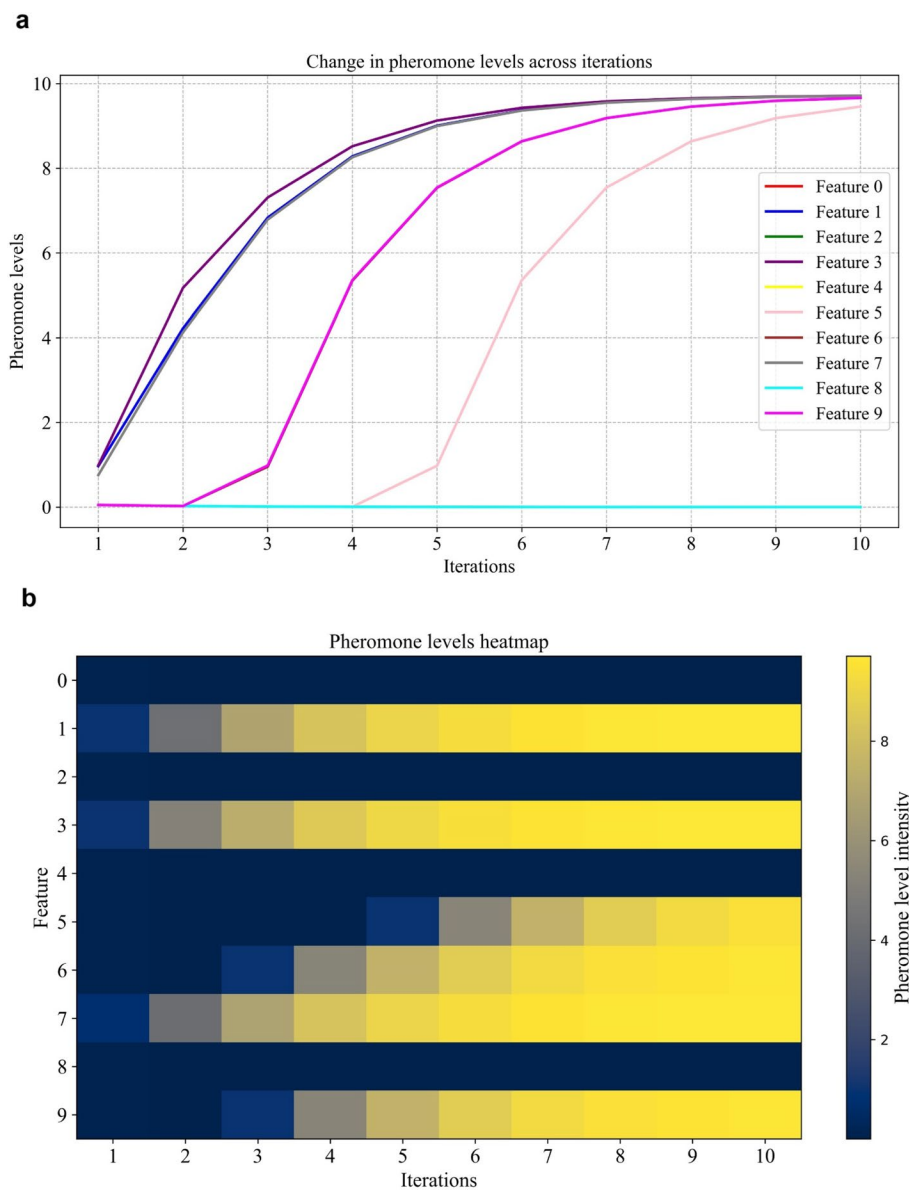 a
Change in pheromone levels across iterations
10
8
6
4
2
0
Pheromone levels
Feature 0
Feature 1
Feature 2
Feature 3
Feature 4
Feature 5
Feature 6
Feature 7
Feature 8
Feature 9
1 2 3 4 5 6 7 8 9 10
Iterations
b
Pheromone levels heatmap
0
1
2
3
4
5
6
7
8
9
Feature
1 2 3 4 5 6 7 8 9 10
Iterations
8
6
4
2
Pheromone level intensity